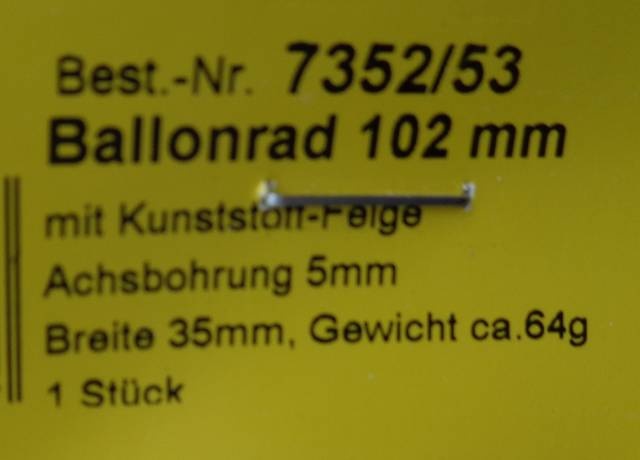 Best.-Nr. 7352/53
Ballonrad 102 mm
mit Kunststoff-Felge
Achsbohrung 5mm
Breite 35mm, Gewicht ca.64g
1 Stück